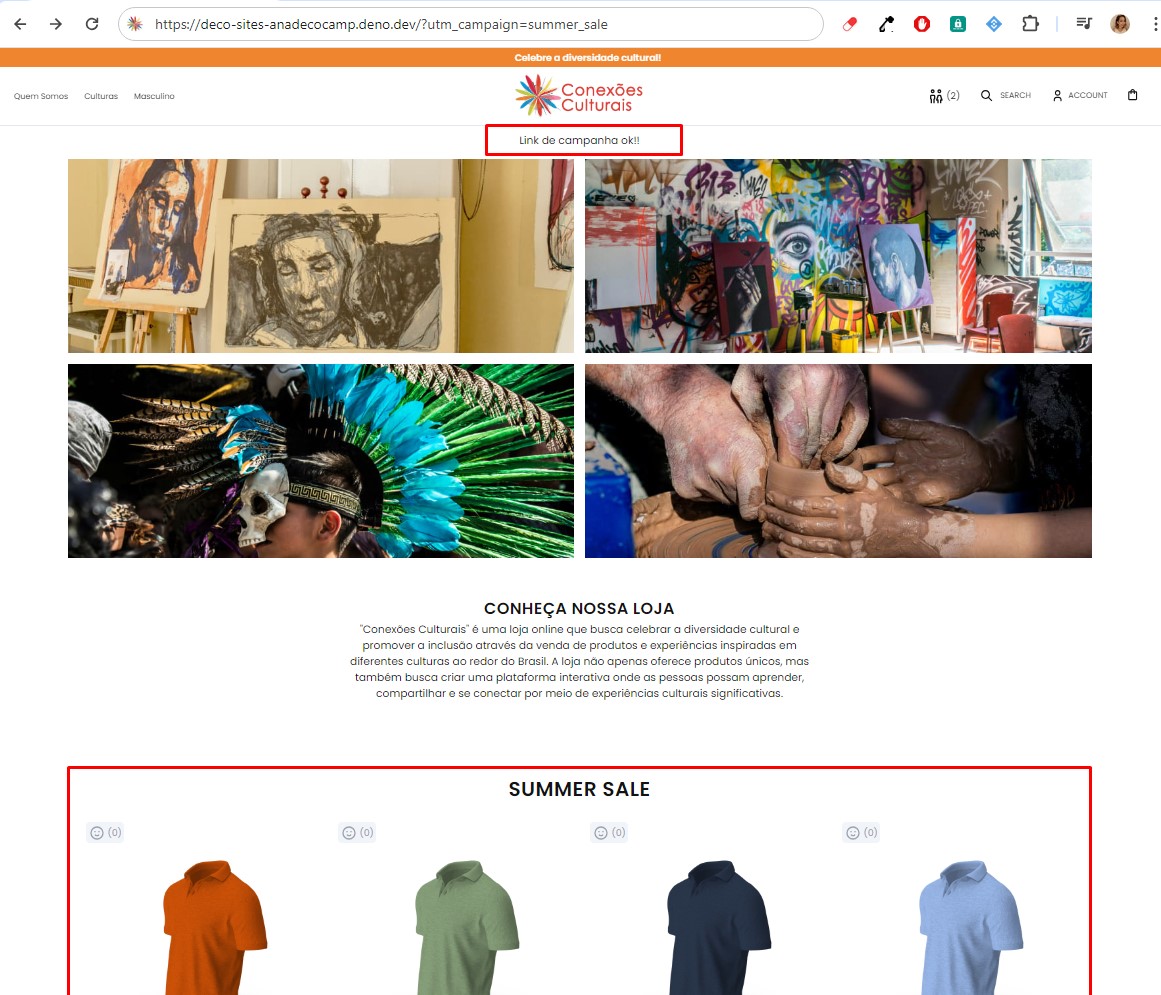 https://deco-sites-anadecocamp.deno.dev/?utm_campaign=summer_sale
Celebre a diversidade cultural!
Quem Somos Culturas Masculino
Conexões
Culturais
(2) SEARCH ACCOUNT
Link de campanha ok!!
CONHEÇA NOSSA LOJA
"Conexões Culturais" é uma loja online que busca celebrar a diversidade cultural e
promover a inclusão através da venda de produtos e experiências inspiradas em
diferentes culturas ao redor do Brasil. A loja não apenas oferece produtos únicos, mas
também busca criar uma plataforma interativa onde as pessoas possam aprender,
compartilhar e se conectar por meio de experiências culturais significativas.
SUMMER SALE
(0) (0) (0) (0)